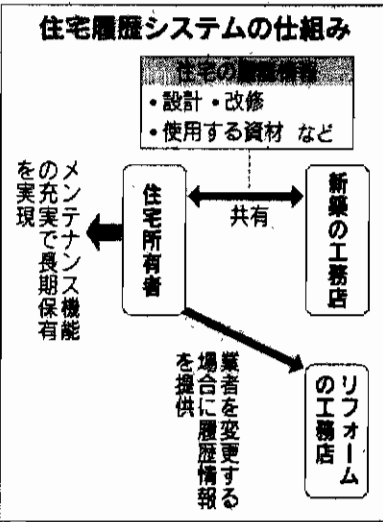 住宅履歴システムの仕組み
住宅の履歴情報
・設計・改修
・使用する資材 など
新築の工務店
共有
住宅所有者
メンテナンス機能
の充実で長期保有
を実現
業者を変更する
場合に履歴情報
を提供
リフォーム
の工務店